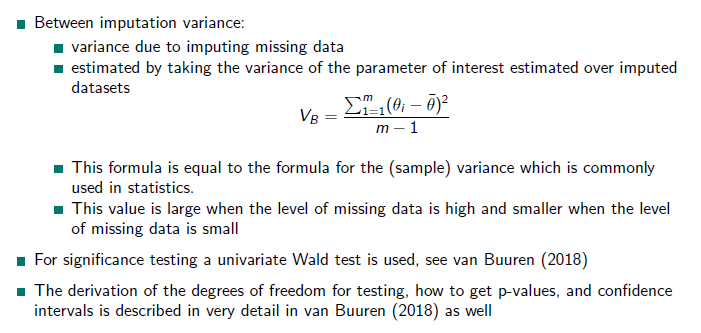 Between imputation variance:
variance due to imputing missing data
estimated by taking the variance of the parameter of interest estimated over imputed
datasets
V_B = \frac{\sum_{1=1}^{m}(\theta_i - \bar{\theta})^2}{m - 1}
This formula is equal to the formula for the (sample) variance which is commonly
used in statistics.
This value is large when the level of missing data is high and smaller when the level
of missing data is small
For significance testing a univariate Wald test is used, see van Buuren (2018)
The derivation of the degrees of freedom for testing, how to get p-values, and confidence
intervals is described in very detail in van Buuren (2018) as well